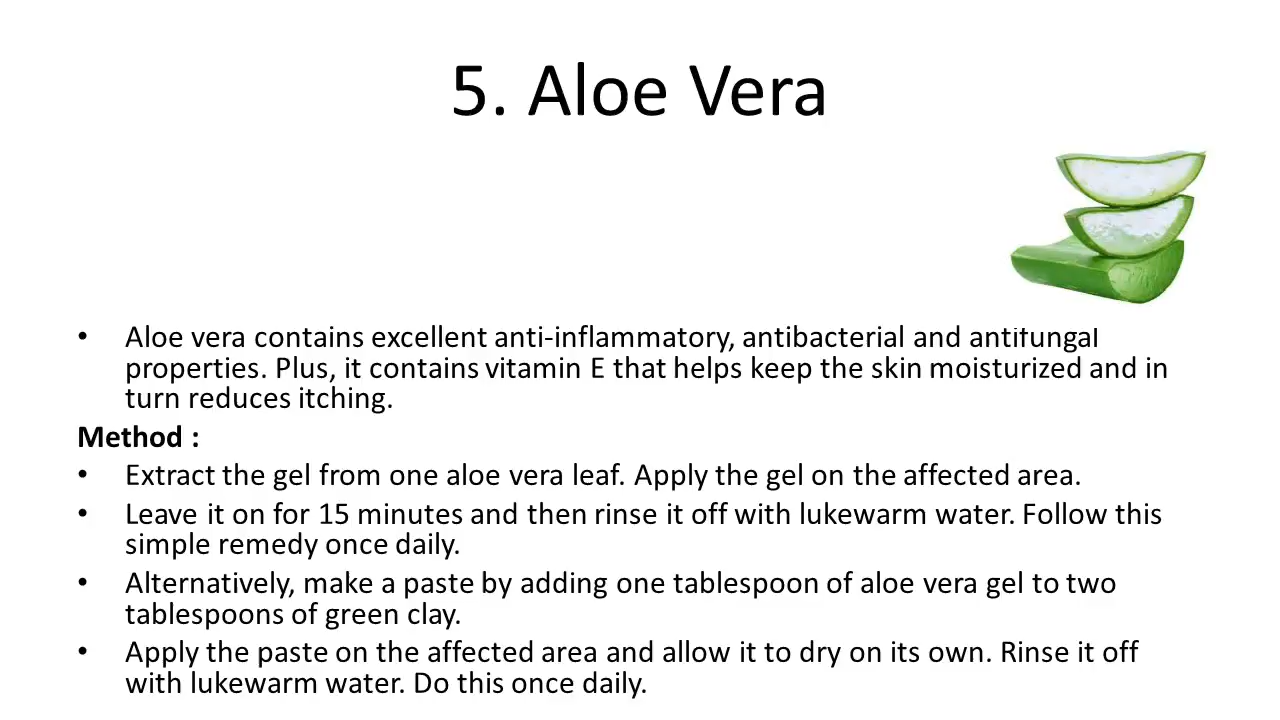 5. Aloe Vera
• Aloe vera contains excellent anti-inflammatory, antibacterial and antifungal
properties. Plus, it contains vitamin E that helps keep the skin moisturized and in
turn reduces itching.
Method :
• Extract the gel from one aloe vera leaf. Apply the gel on the affected area.
• Leave it on for 15 minutes and then rinse it off with lukewarm water. Follow this
simple remedy once daily.
• Alternatively, make a paste by adding one tablespoon of aloe vera gel to two
tablespoons of green clay.
• Apply the paste on the affected area and allow it to dry on its own. Rinse it off
with lukewarm water. Do this once daily.